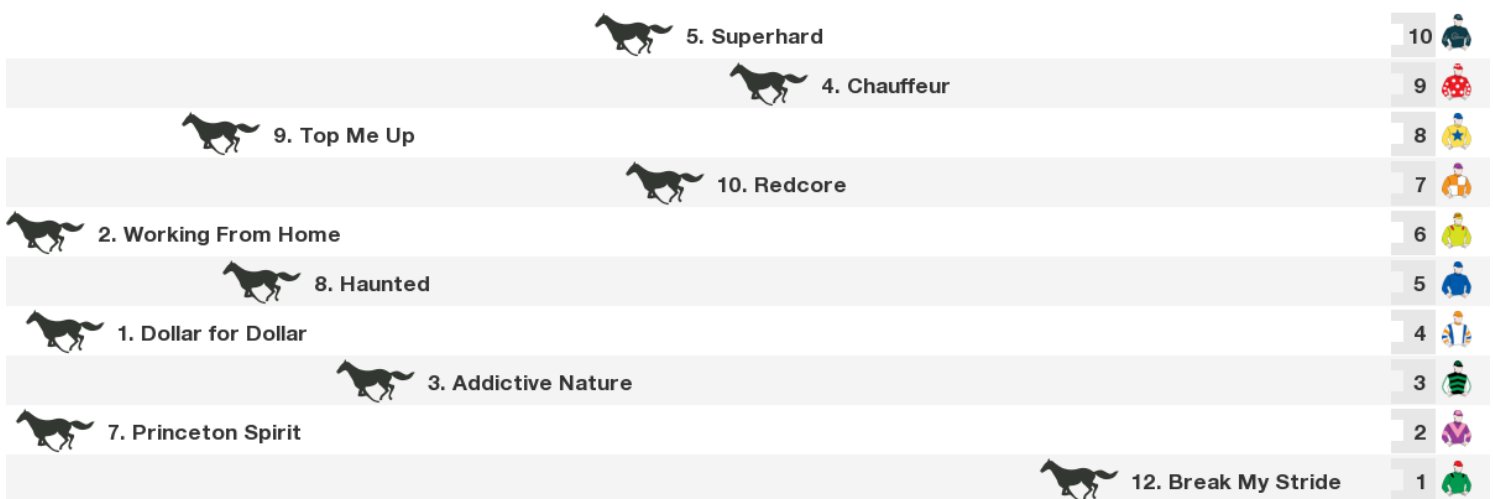 5. Superhard 10
4. Chauffeur 9
9. Top Me Up 8
10. Redcore 7
2. Working From Home 6
8. Haunted 5
1. Dollar for Dollar 4
3. Addictive Nature 3
7. Princeton Spirit 2
12. Break My Stride 1